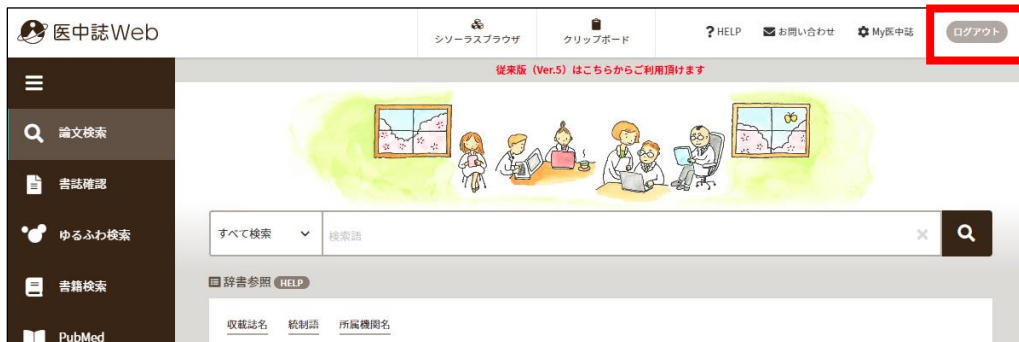 医中誌Web
シソーラスブラウザ
クリップボード
? HELP
お問い合わせ
My医中誌
ログアウト
従来版（Ver.5）はこちらからご利用頂けます
論文検索
書誌確認
ゆるふわ検索
書籍検索
PubMed
すべて検索
検索語
辞書参照 HELP
収載誌名 統制語 所属機関名